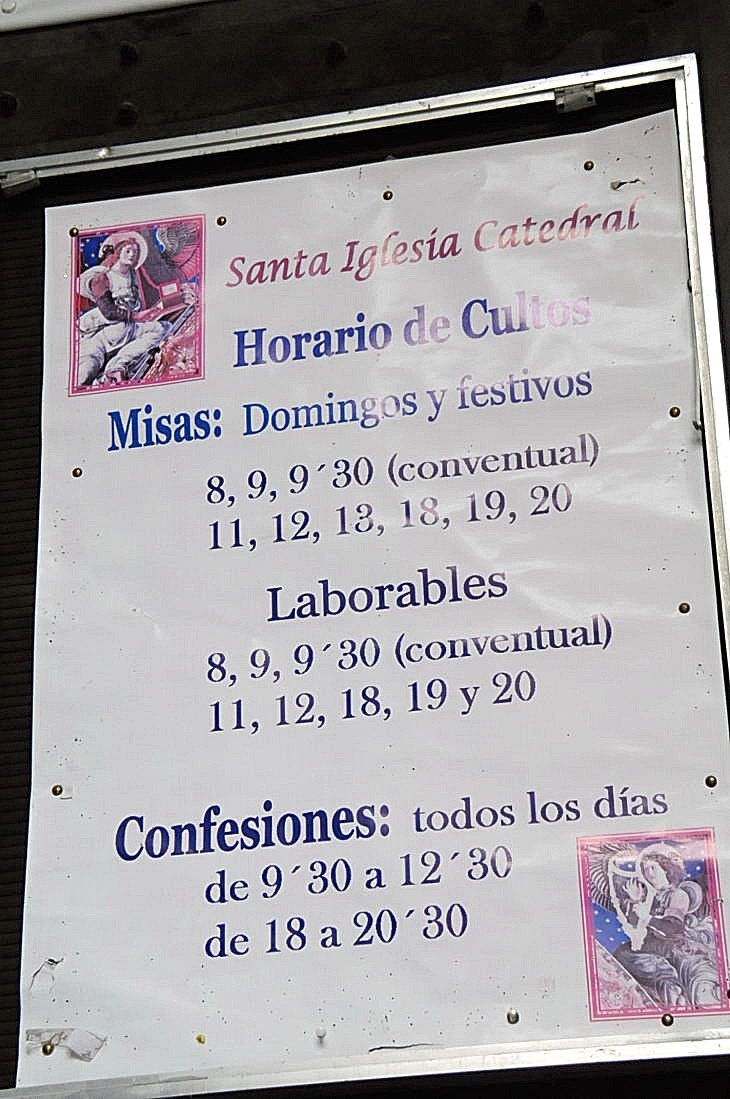 Santa Iglesía Catedral
Horario de Cultos
Misas: Domingos y festivos
8, 9, 9´30 (conventual)
11, 12, 13, 18, 19, 20
Laborables
8, 9, 9´30 (conventual)
11, 12, 18, 19 y 20
Confesiones: todos los días
de 9´30 a 12´30
de 18 a 20´30